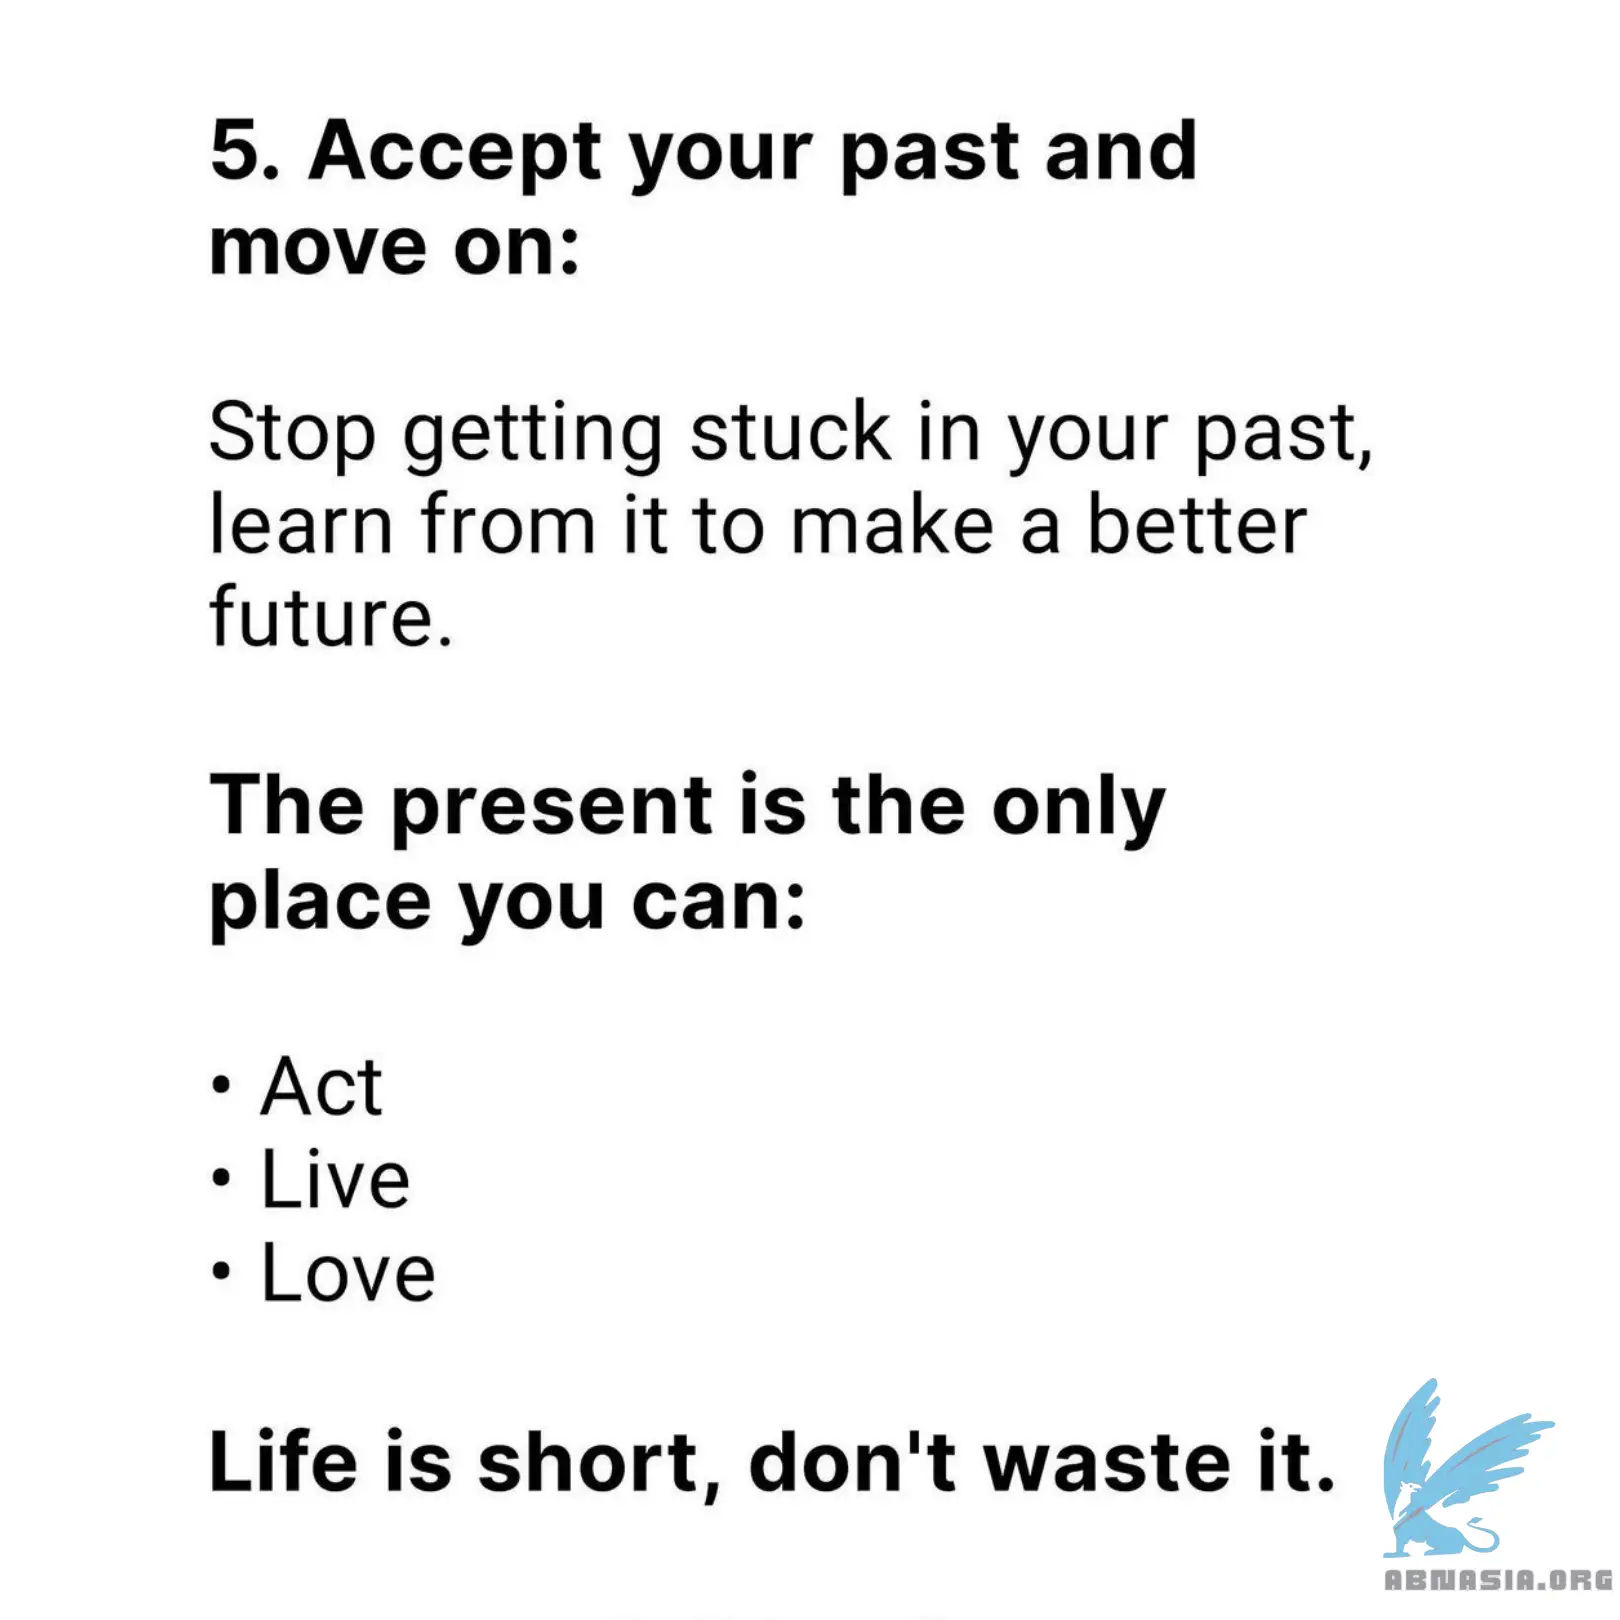 5. Accept your past and
move on:
Stop getting stuck in your past,
learn from it to make a better
future.
The present is the only
place you can:
• Act
• Live
• Love
Life is short, don't waste it.
ABNASIA.ORG